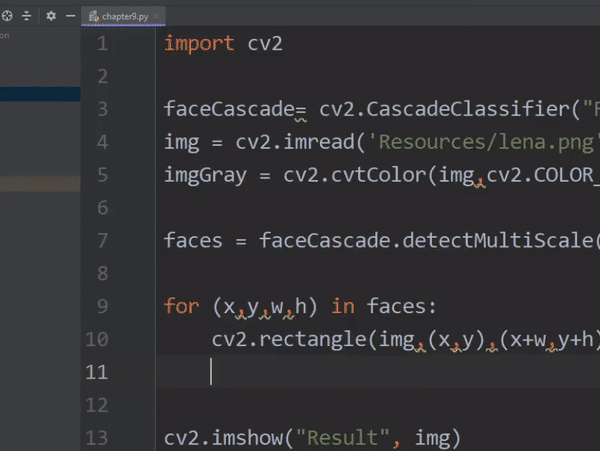 on
chapter9.py
1 import cv2
2
3 faceCascade= cv2.CascadeClassifier("
4 img = cv2.imread('Resources/lena.png'
5 imgGray = cv2.cvtColor(img,cv2.COLOR_
6
7 faces = faceCascade.detectMultiScale(
8
9 for (x,y,w,h) in faces:
10 cv2.rectangle(img,(x,y),(x+w,y+h)
11
12
13 cv2.imshow("Result", img)